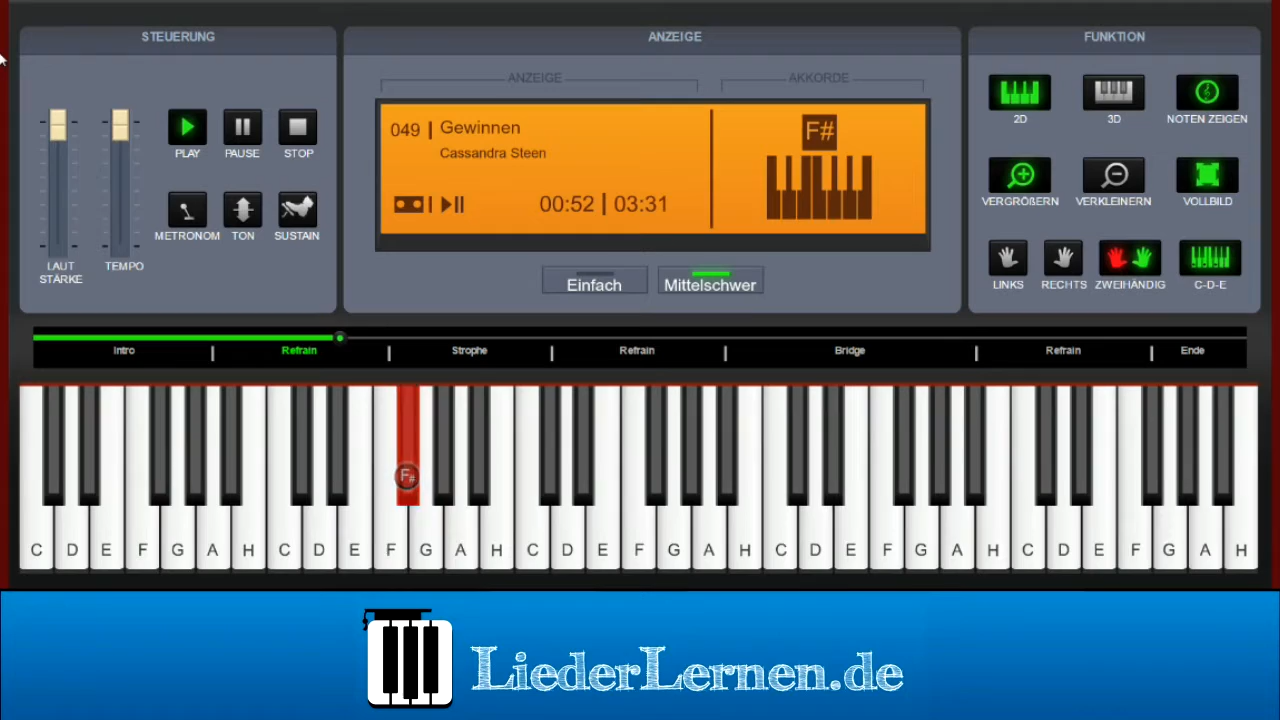 STEUERUNG
PLAY PAUSE STOP
METRONOM TON SUSTAIN
LAUT
STÄRKE
TEMPO
ANZEIGE
ANZEIGE AKKORDE
049 | Gewinnen
Cassandra Steen
00:52 | 03:31
F#
Einfach Mittelschwer
FUNKTION
2D 3D NOTEN ZEIGEN
VERGRÖßERN VERKLEINERN VOLLBILD
LINKS RECHTS ZWEIHÄNDIG C-D-E
Intro | Refrain | Strophe | Refrain | Bridge | Refrain | Ende
F#
C D E F G A H C D E F G A H C D E F G A H C D E F G A H C D E F G A H
LiederLernen.de